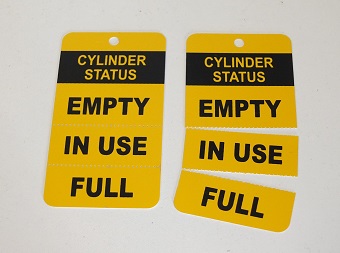 CYLINDER
STATUS
EMPTY
IN USE
FULL
CYLINDER
STATUS
EMPTY
IN USE
FULL